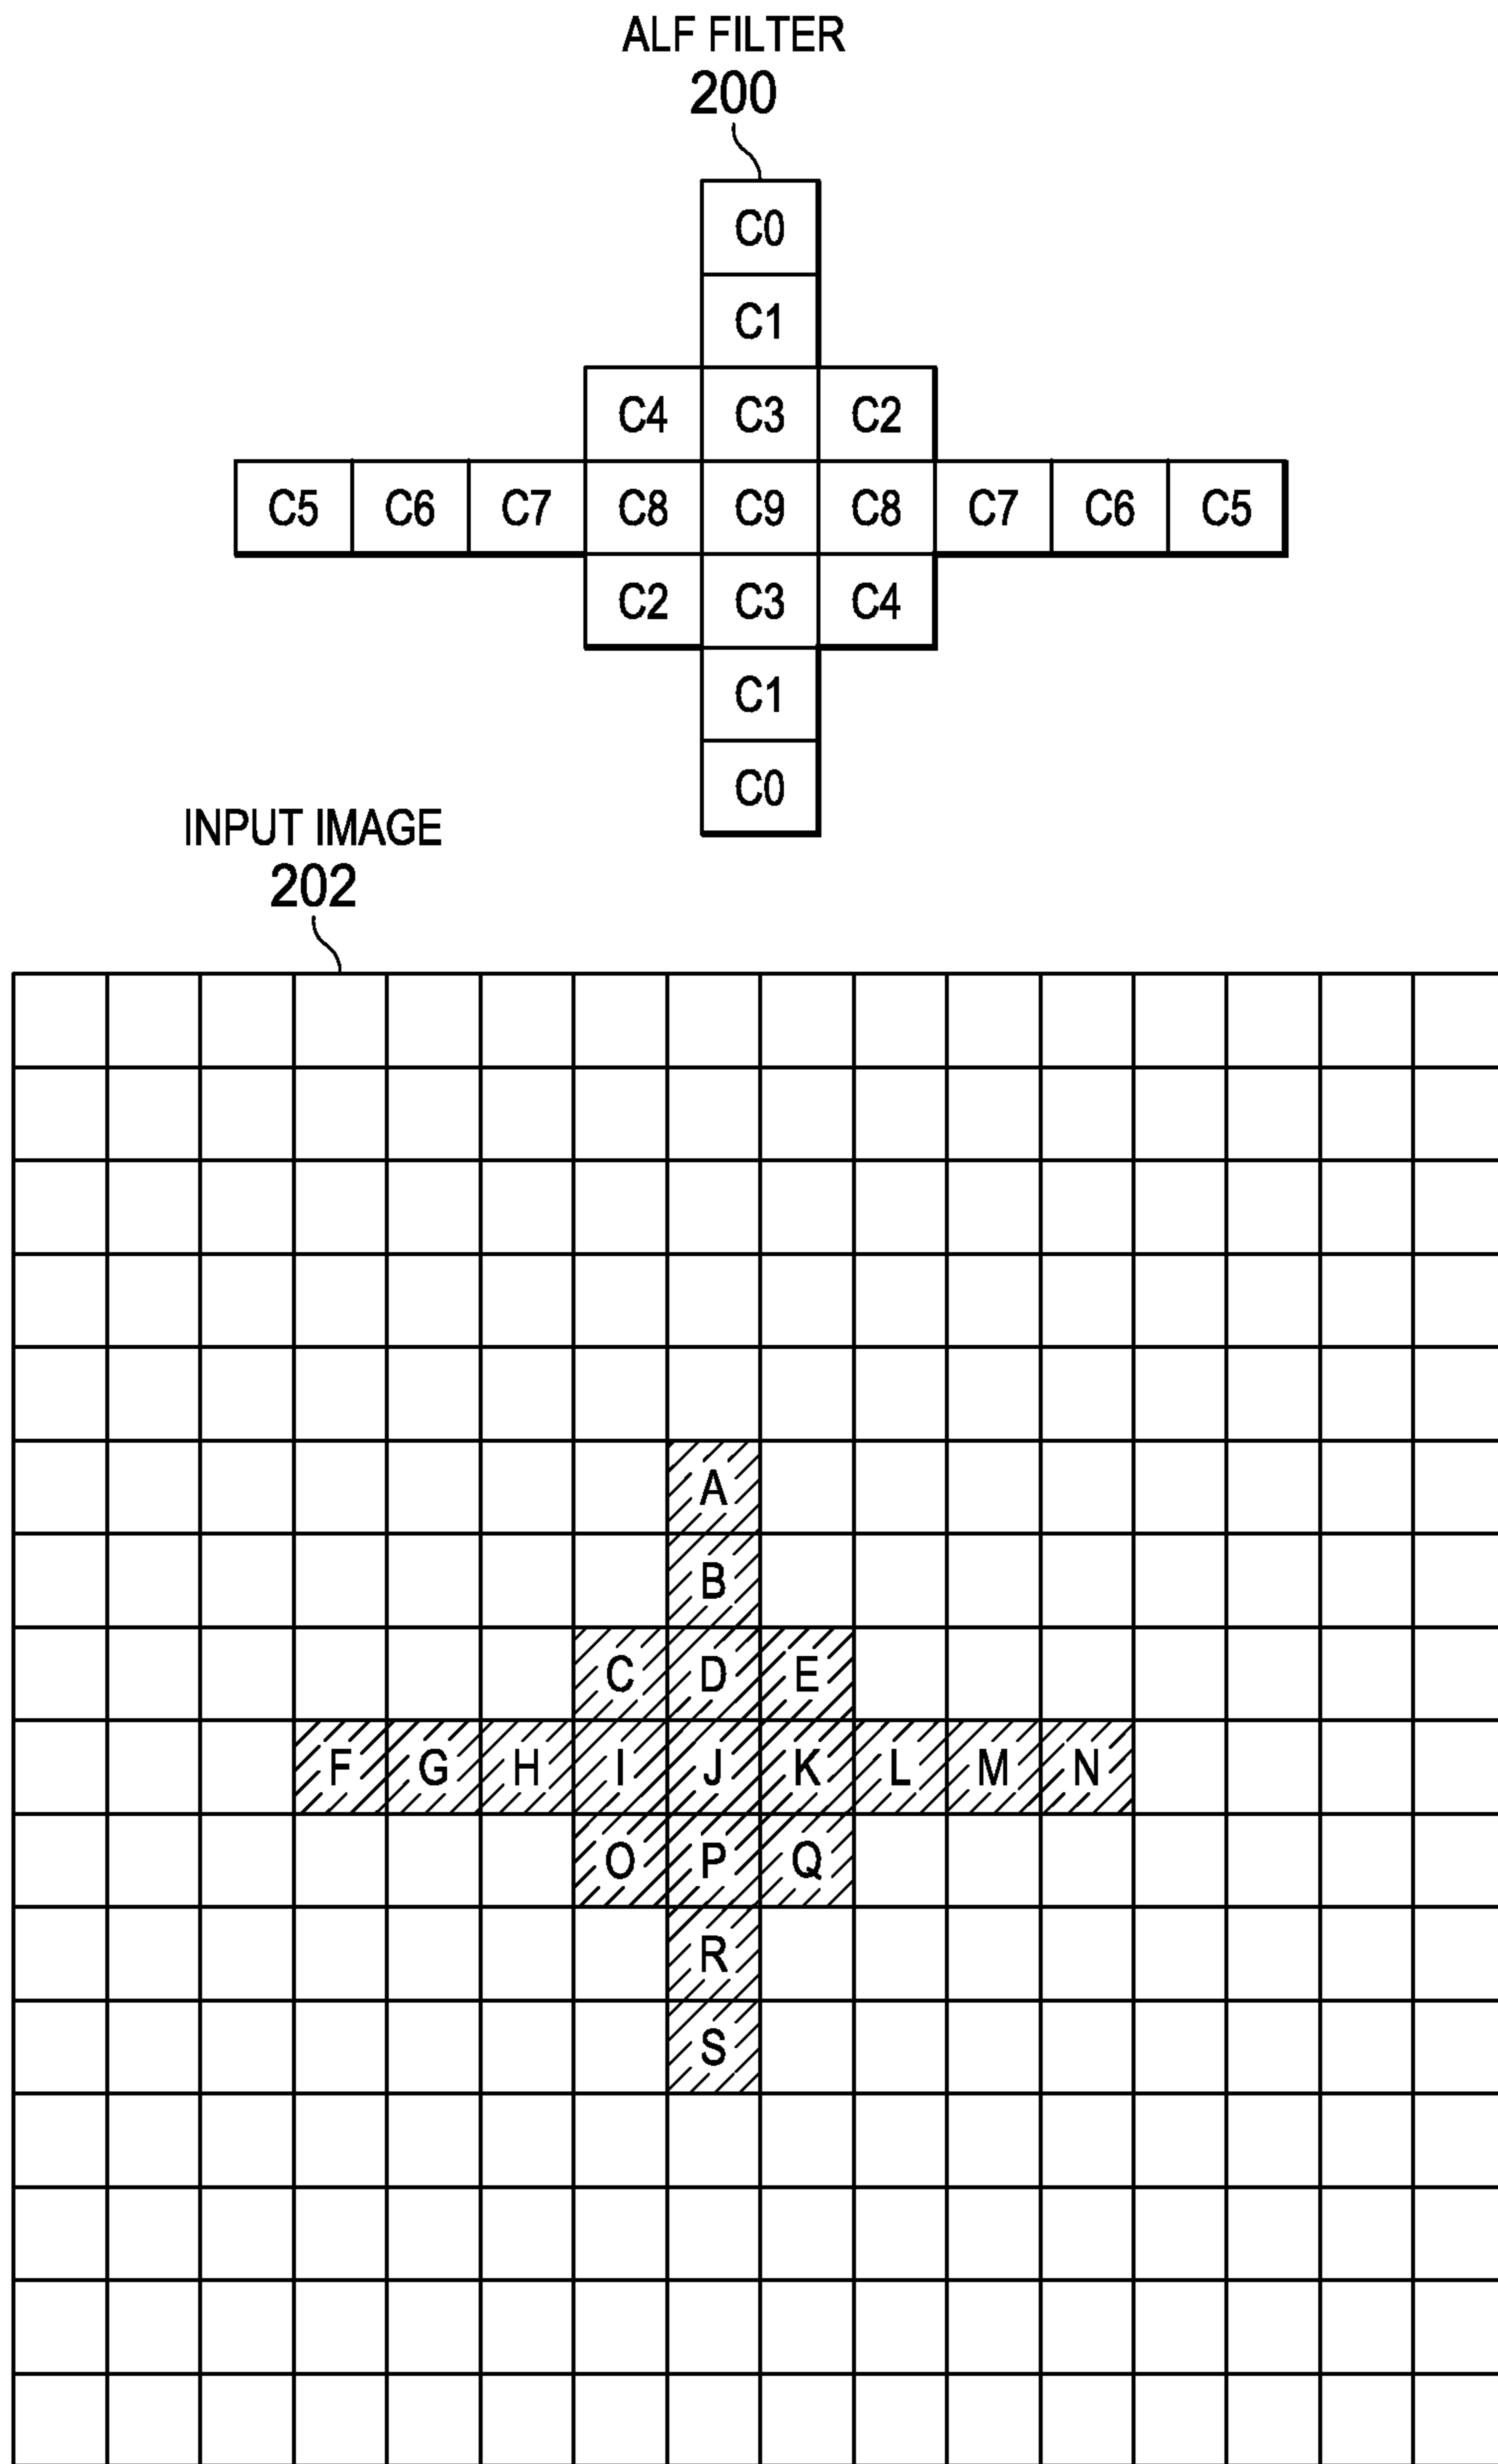 ALF FILTER
200
C0
C1
C4 C3 C2
C5 C6 C7 C8 C9 C8 C7 C6 C5
C2 C3 C4
C1
C0
INPUT IMAGE
202
A
B
C D E
F G H I J K L M N
O P Q
R
S